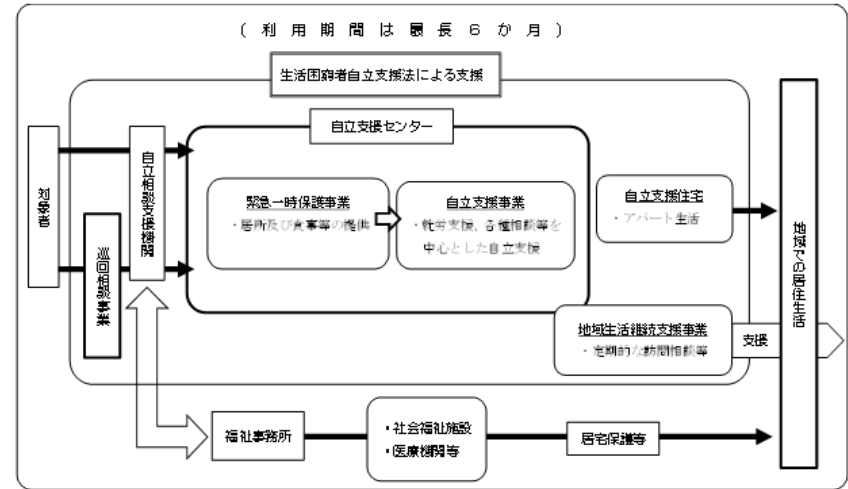 (利用期間は最長6か月)
生活困窮者自立支援法による支援
自立支援センター
対象者
自立相談支援機関
巡回相談事業
緊急一時保護事業
・居所及び食事等の提供
自立支援事業
・就労支援、各種相談等を
中心とした自立支援
自立支援住宅
・アパート生活
地域生活継続支援事業
・定期的な訪問相談等
支援
地域での居住生活
福祉事務所
・社会福祉施設
・医療機関等
居宅保護等